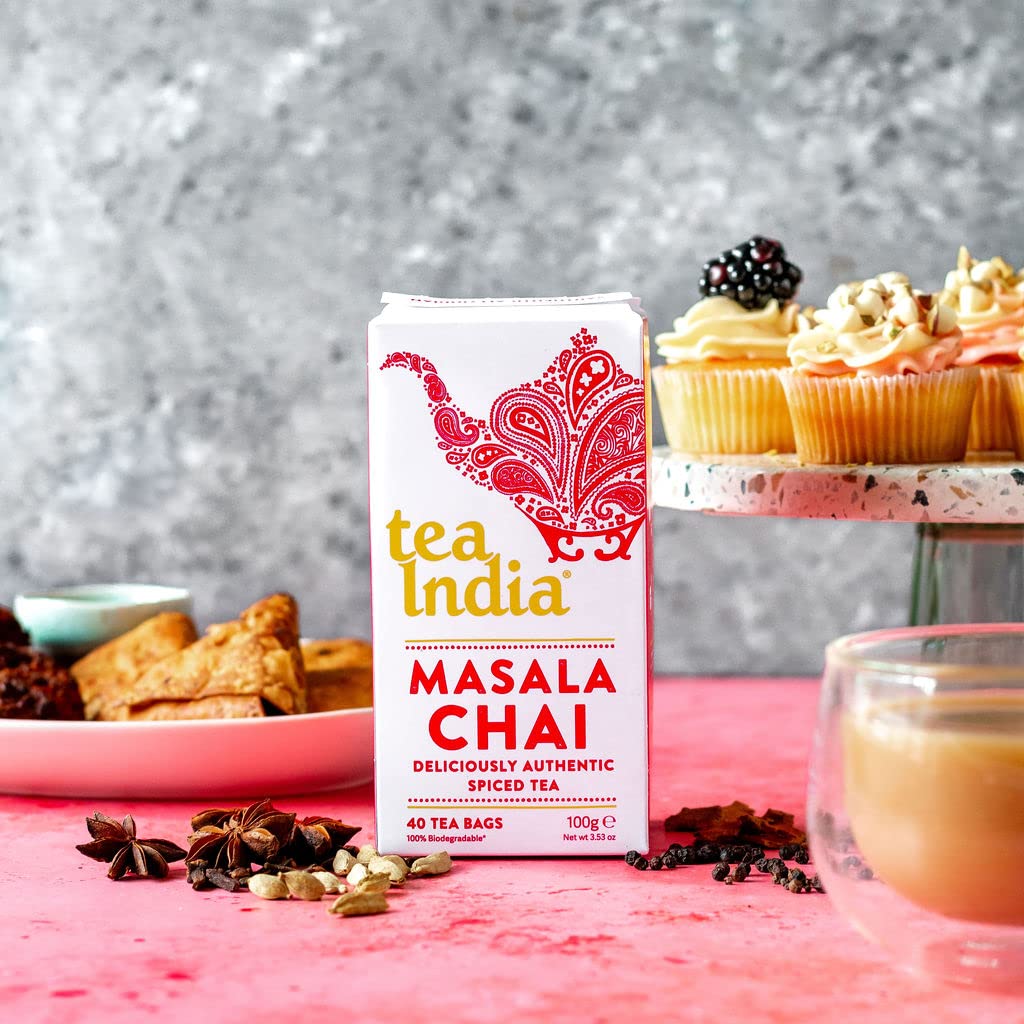 tea
India®
MASALA
CHAI
DELICIOUSLY AUTHENTIC
SPICED TEA
40 TEA BAGS
100% Biodegradable*
100g ℮
Net wt 3.53 oz